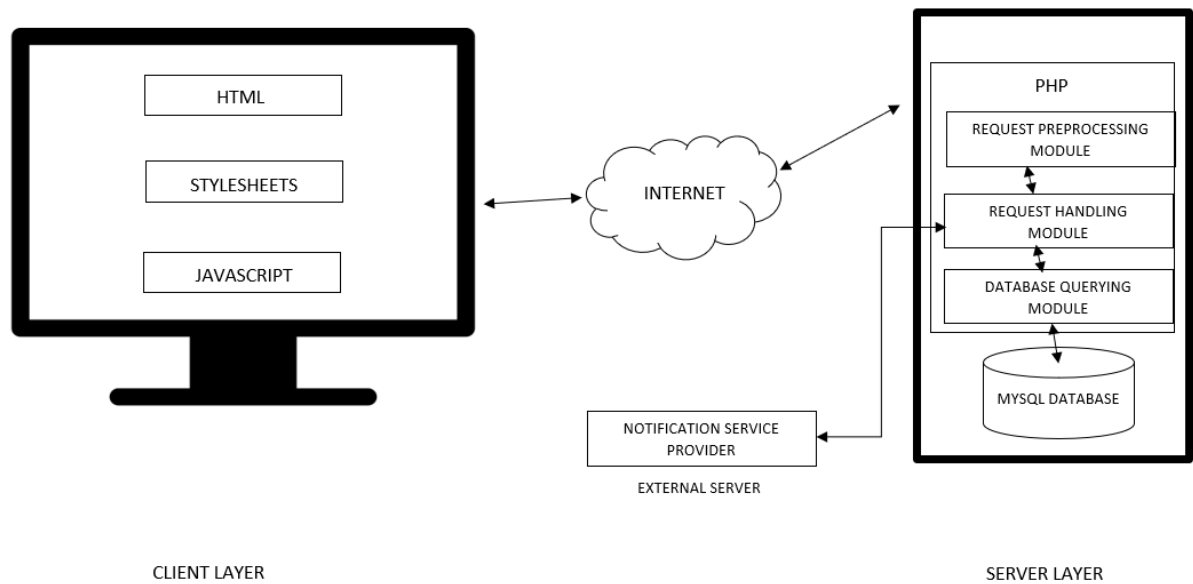 HTML
STYLESHEETS
JAVASCRIPT
INTERNET
PHP
REQUEST PREPROCESSING
MODULE
REQUEST HANDLING
MODULE
DATABASE QUERYING
MODULE
MYSQL DATABASE
NOTIFICATION SERVICE
PROVIDER
EXTERNAL SERVER
CLIENT LAYER
SERVER LAYER